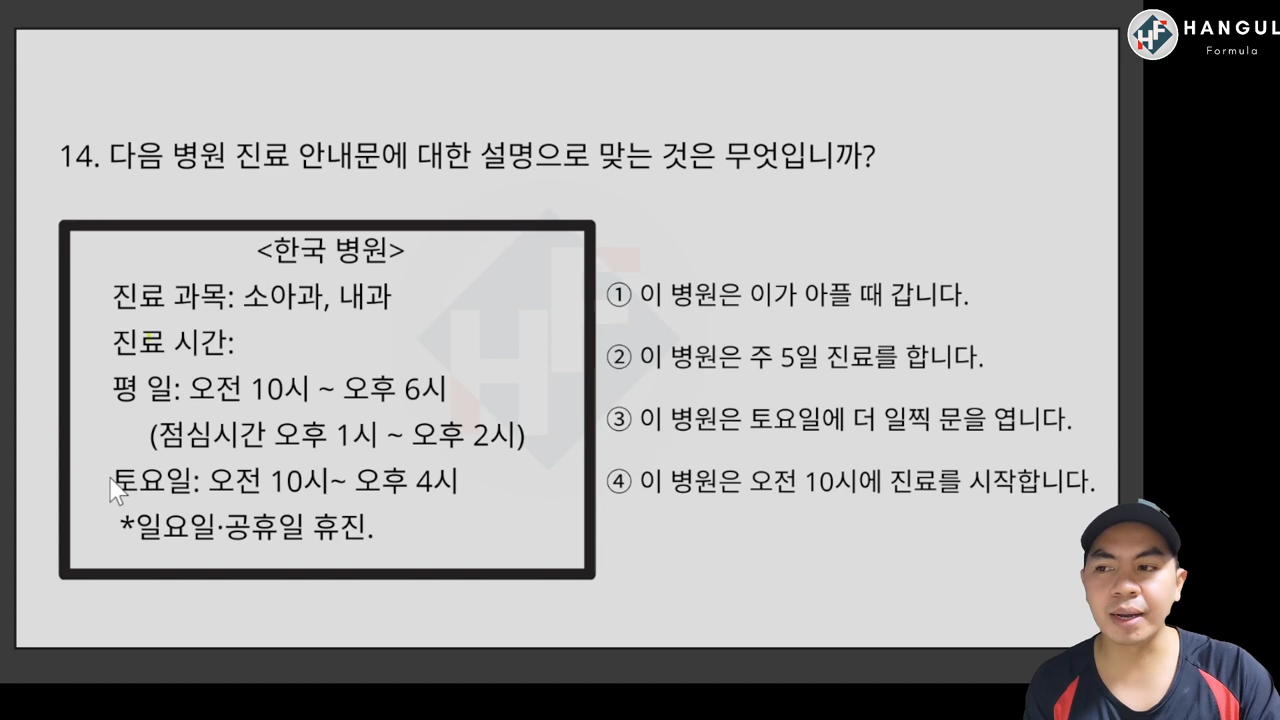 HANGUL
Formula
14. 다음 병원 진료 안내문에 대한 설명으로 맞는 것은 무엇입니까?
<한국 병원>
진료 과목: 소아과, 내과
진료 시간:
평 일: 오전 10시 ~ 오후 6시
(점심시간 오후 1시 ~ 오후 2시)
토요일: 오전 10시~ 오후 4시
*일요일·공휴일 휴진.
① 이 병원은 이가 아플 때 갑니다.
② 이 병원은 주 5일 진료를 합니다.
③ 이 병원은 토요일에 더 일찍 문을 엽니다.
④ 이 병원은 오전 10시에 진료를 시작합니다.